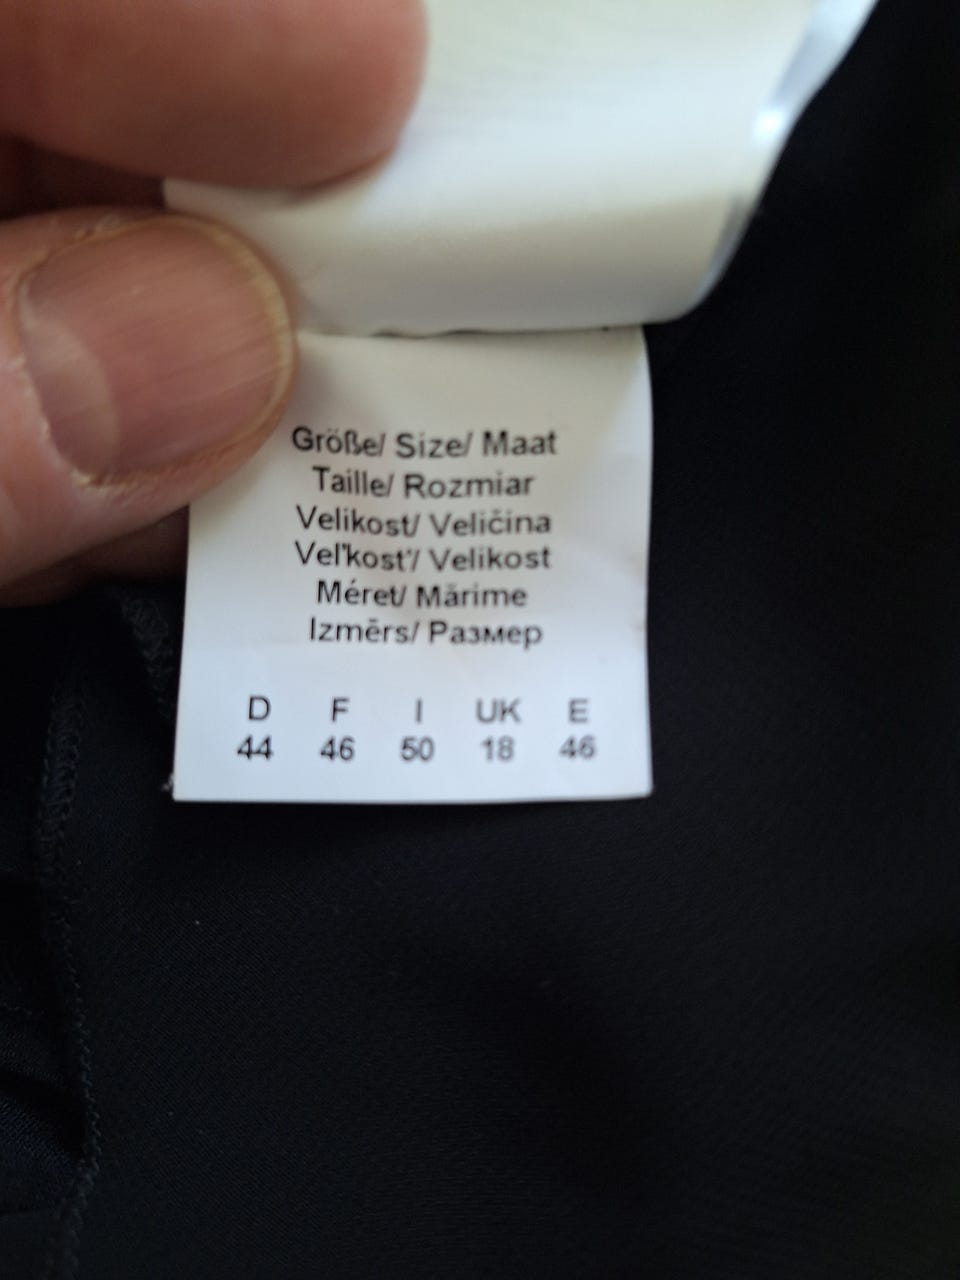 Größe/ Size/ Maat
Taille/ Rozmiar
Velikost/ Veličina
Veľkosť/ Velikost
Méret/ Mărime
Izmērs/ Размер
D F I UK E
44 46 50 18 46